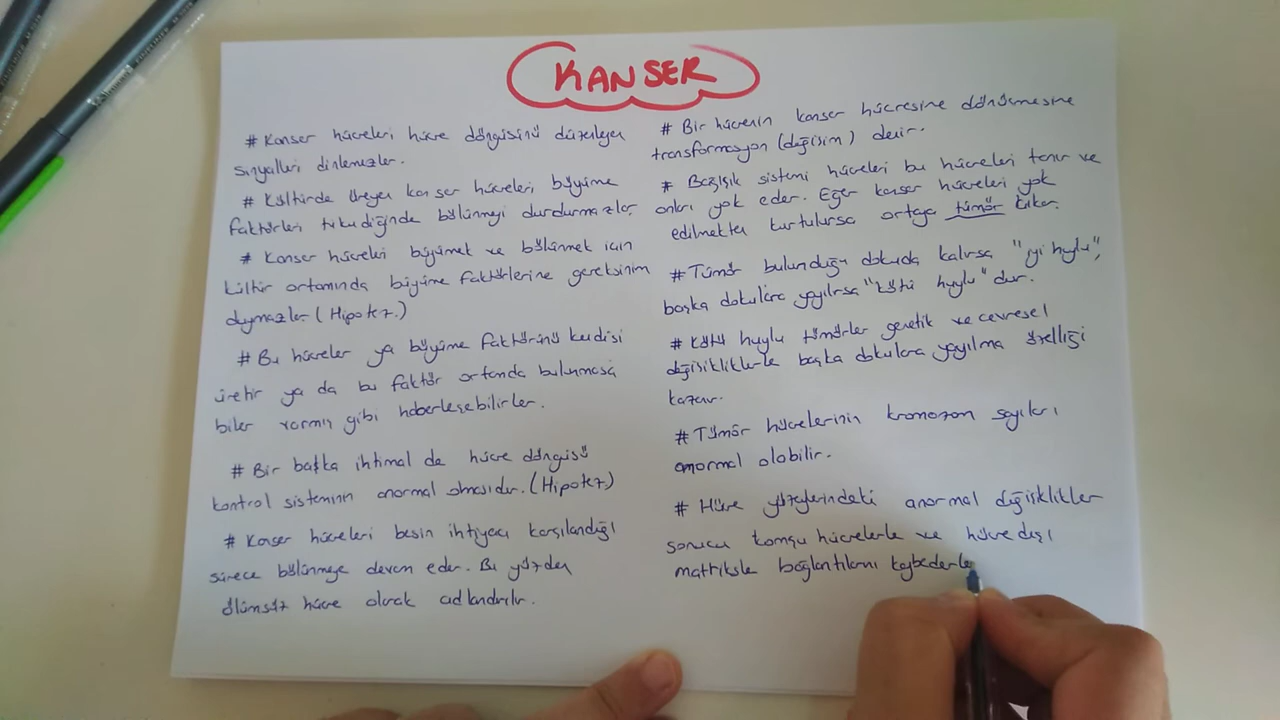 KANSER
# Kanser hücreleri hücre döngüsünü düzenleyen
sinyalleri dinlemezler.
# Kültürde üreyen kanser hücreleri büyüme
faktörleri tükendiğinde bölünmeyi durdurmazlar
# Kanser hücreleri büyümek ve bölünmek için
kültür ortamında büyüme faktörlerine gereksinim
duymazlar (Hipotez.)
# Bu hücreler ya büyüme faktörünü kendisi
üretir ya da bu faktör ortamda bulunmasa
bile varmış gibi haberleşebilirler.
# Bir başka ihtimal de hücre döngüsü
kontrol sisteminin anormal olmasıdır. (Hipotez)
# Kanser hücreleri besin ihtiyacı karşılandığı
sürece bölünmeye devam eder. Bu yüzden
ölümsüz hücre olarak adlandırılır.
# Bir hücrenin kanser hücresine dönüşmesine
transformasyon (değişim) denir.
# Bağışık sistemi hücreleri bu hücreleri tanır ve
onları yok eder. Eğer kanser hücreleri yok
edilmekten kurtulursa ortaya tümör çıkar.
# Tümör bulunduğu dokuda kalırsa "iyi huylu",
başka dokulara yayılırsa "kötü huylu" dur.
# Kötü huylu tümörler genetik ve çevresel
değişikliklerle başka dokulara yayılma özelliği
kazanır.
# Tümör hücrelerinin kromozom sayıları
anormal olabilir.
# Hücre yüzeylerindeki anormal değişiklikler
sonucu komşu hücrelerle ve hücre dışı
matriksle bağlantılarını kaybederle